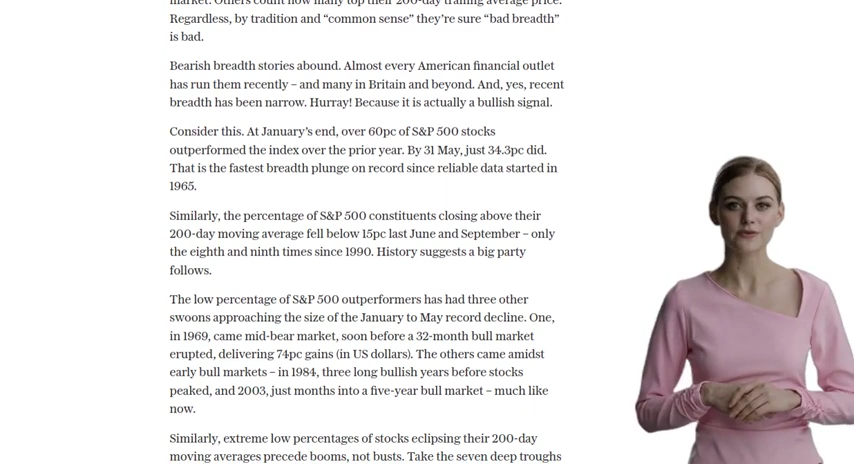 market. Others count how many top their 200-day trailing average price.
Regardless, by tradition and “common sense” they’re sure “bad breadth”
is bad.
Bearish breadth stories abound. Almost every American financial outlet
has run them recently – and many in Britain and beyond. And, yes, recent
breadth has been narrow. Hurray! Because it is actually a bullish signal.
Consider this. At January’s end, over 60pc of S&P 500 stocks
outperformed the index over the prior year. By 31 May, just 34.3pc did.
That is the fastest breadth plunge on record since reliable data started in
1965.
Similarly, the percentage of S&P 500 constituents closing above their
200-day moving average fell below 15pc last June and September – only
the eighth and ninth times since 1990. History suggests a big party
follows.
The low percentage of S&P 500 outperformers has had three other
swoons approaching the size of the January to May record decline. One,
in 1969, came mid-bear market, soon before a 32-month bull market
erupted, delivering 74pc gains (in US dollars). The others came amidst
early bull markets – in 1984, three long bullish years before stocks
peaked, and 2003, just months into a five-year bull market – much like
now.
Similarly, extreme low percentages of stocks eclipsing their 200-day
moving averages precede booms, not busts. Take the seven deep troughs